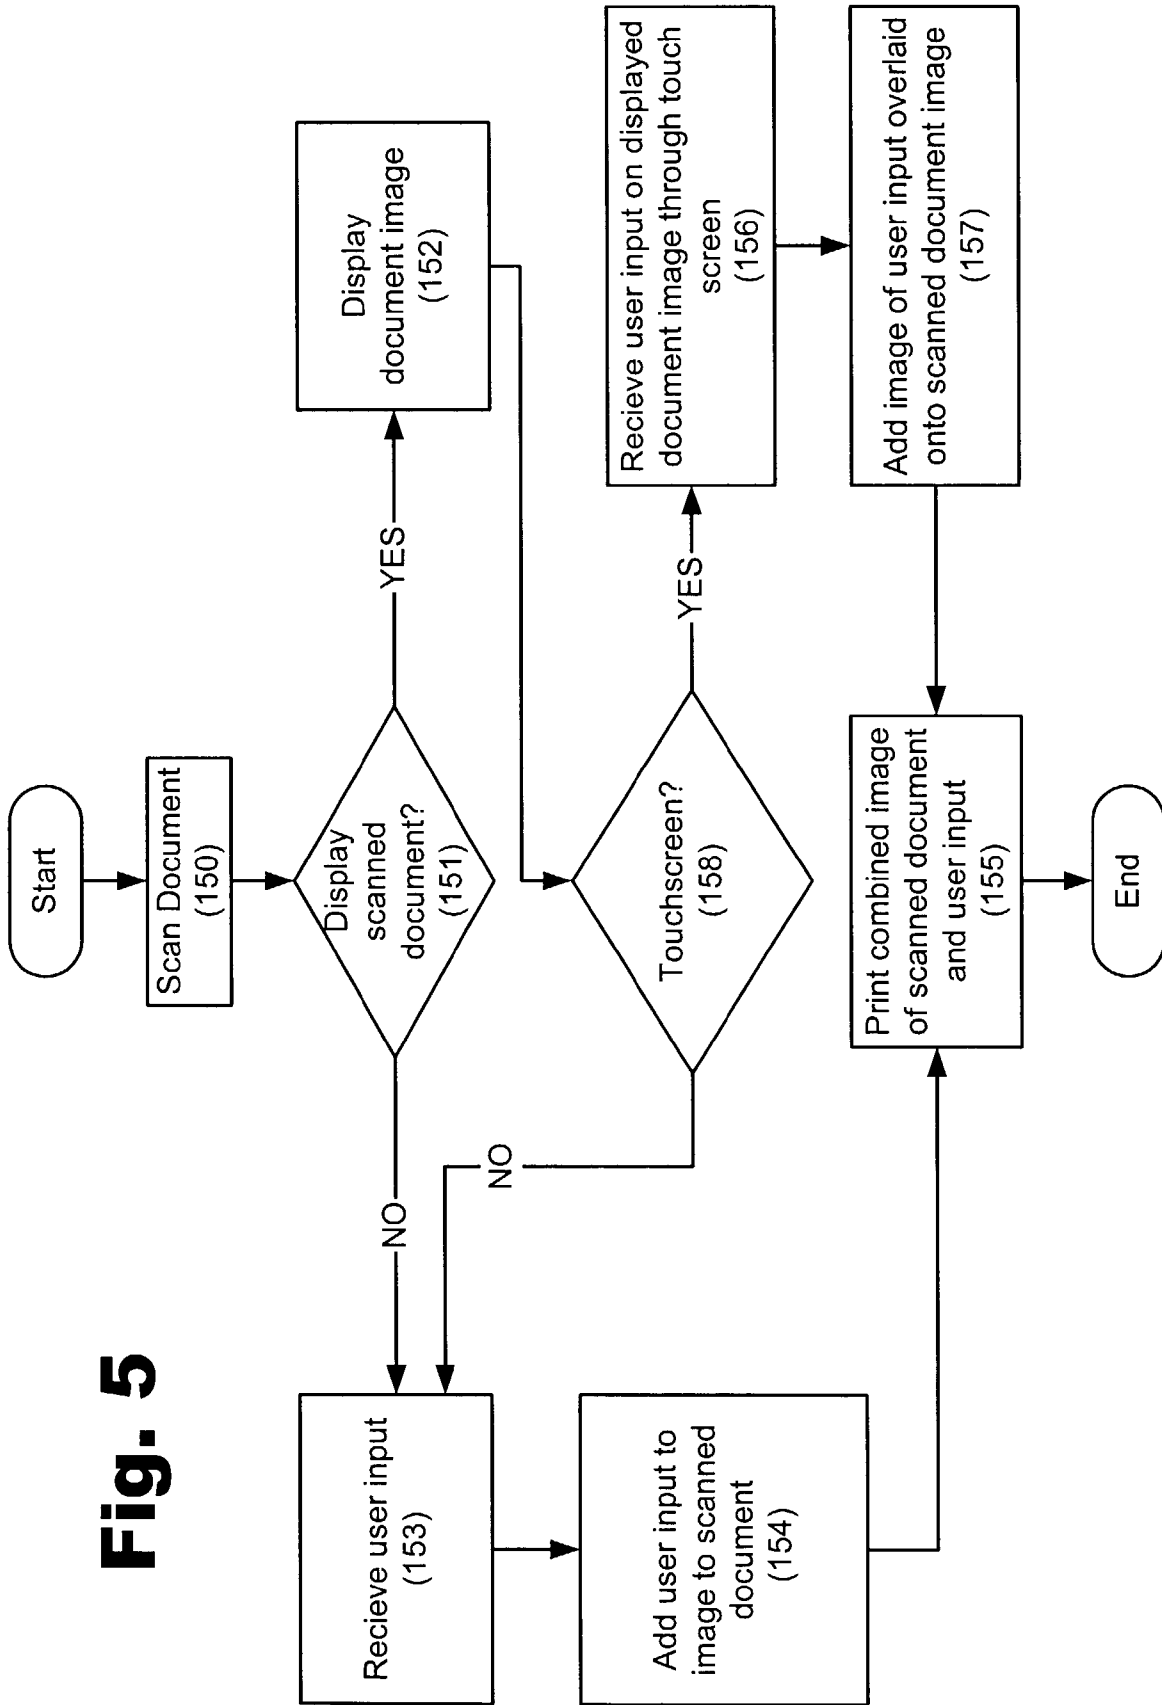 Start
Scan Document
(150)
Display
scanned
document?
(151)
YES
Display
document image
(152)
NO
Recieve user input
(153)
Touchscreen?
(158)
YES
NO
Recieve user input on displayed
document image through touch
screen
(156)
Add user input to
image to scanned
document
(154)
Add image of user input overlaid
onto scanned document image
(157)
Print combined image
of scanned document
and user input
(155)
End
Fig. 5